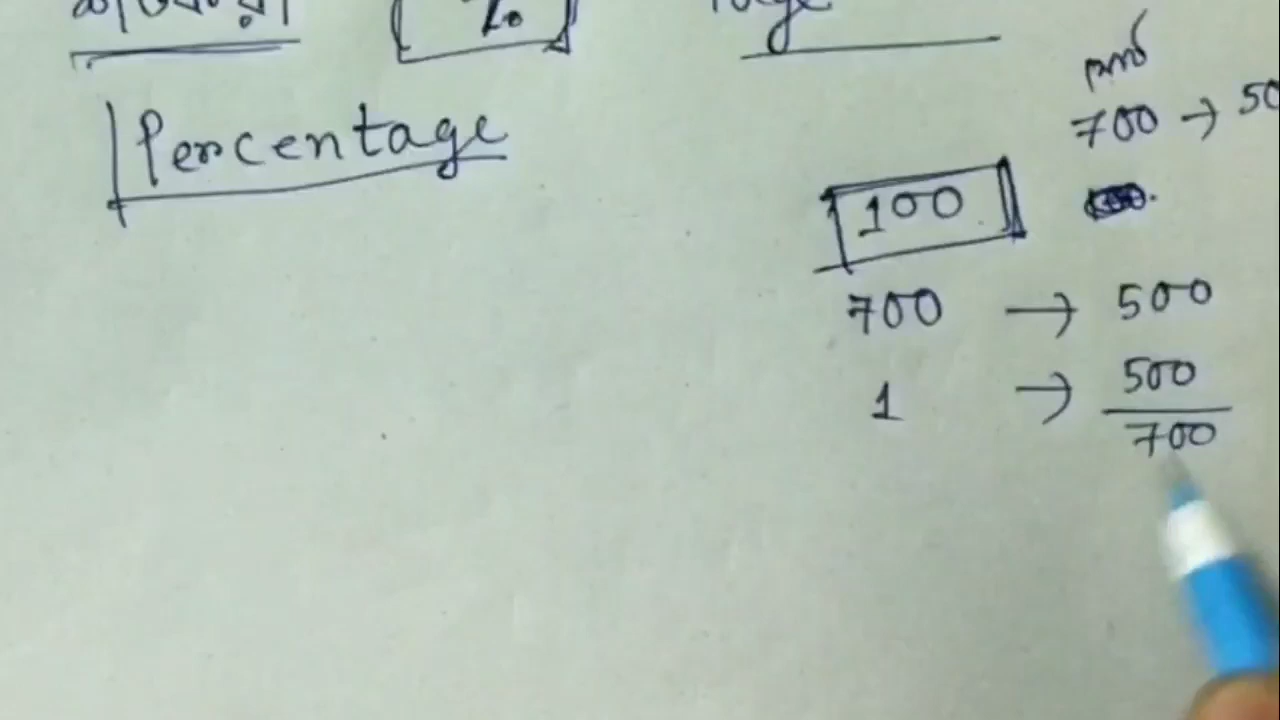 %
Percentage
700 → 50
100
700 → 500
1 → 500
700